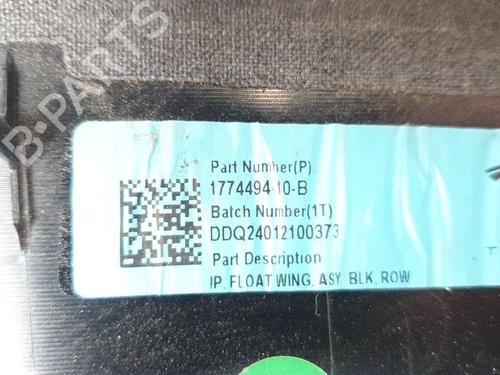 B-PARTS
Part Number(P)
1774494-10-B
Batch Number(1T)
DDQ24012100373
Part Description
IP, FLOAT WING, ASY, BLK, ROW